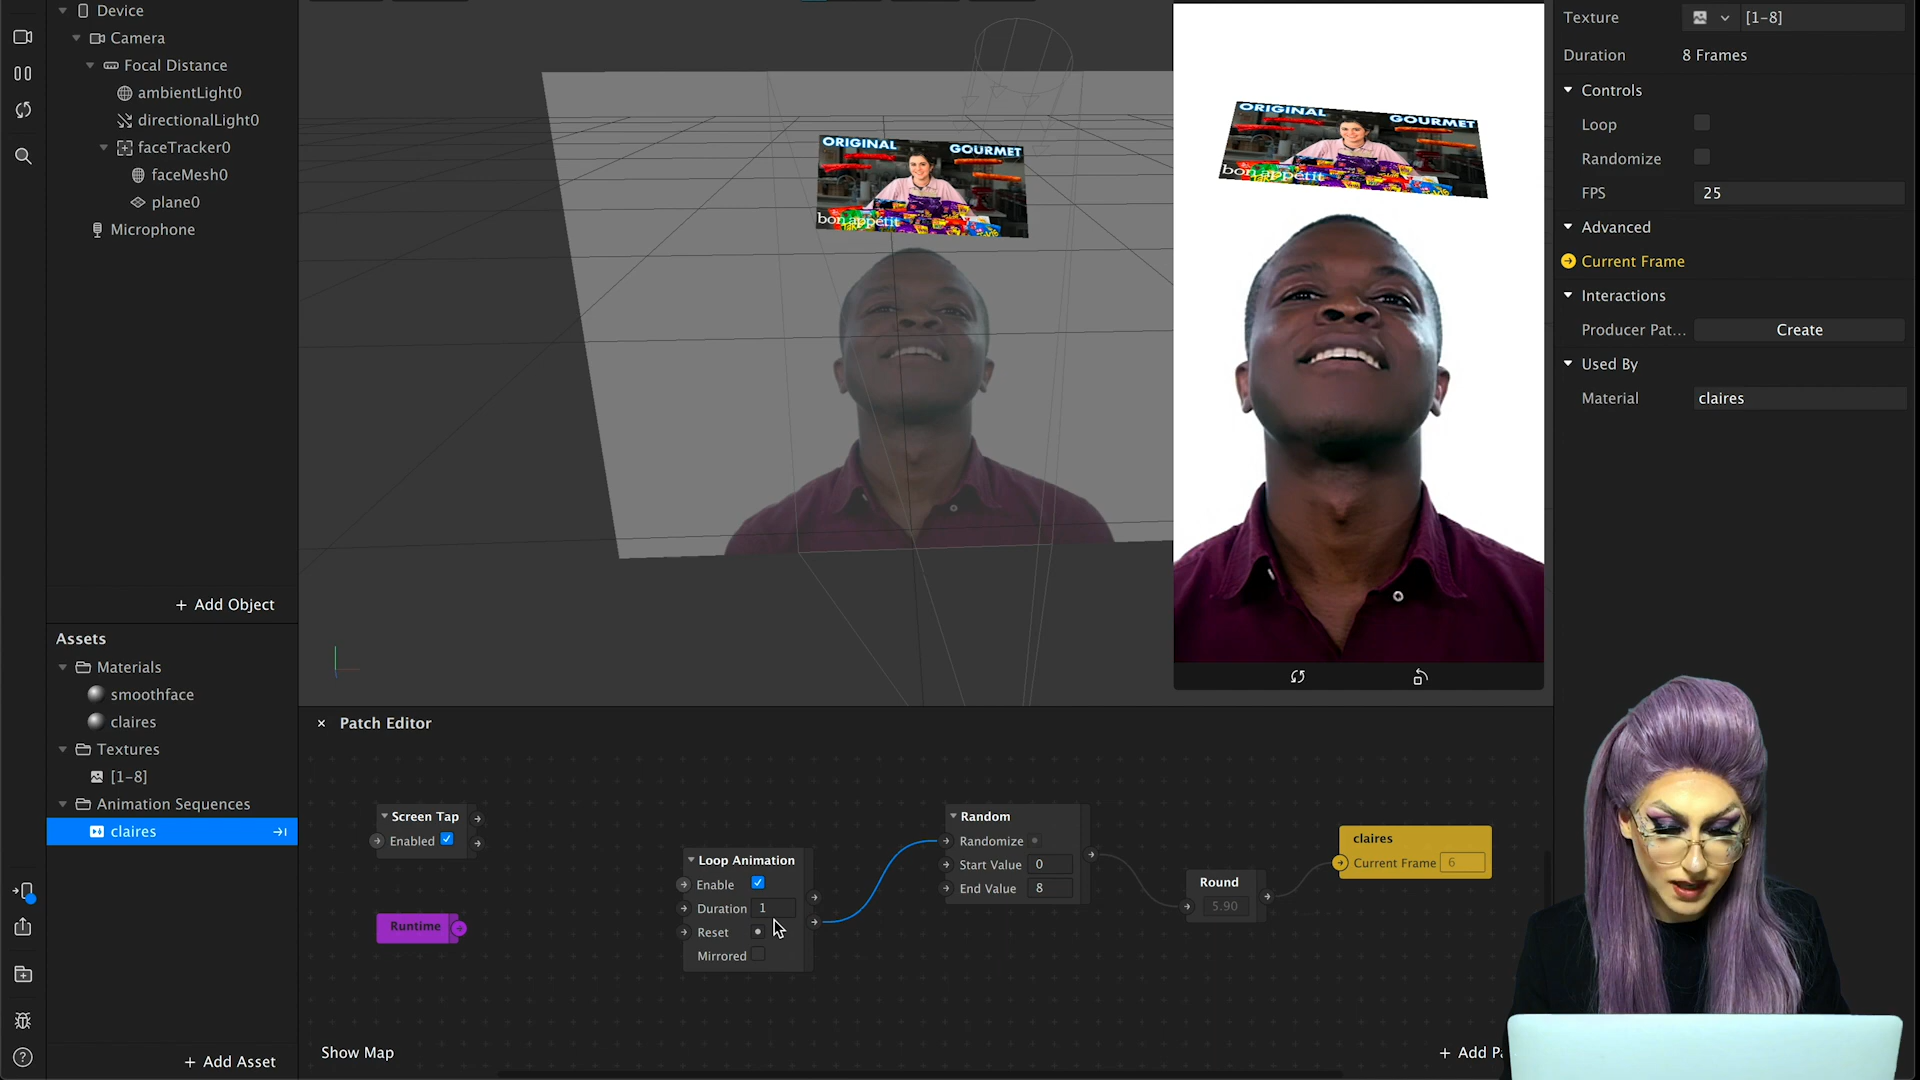 Device
Camera
Focal Distance
ambientLight0
directionalLight0
faceTracker0
faceMesh0
plane0
Microphone
+ Add Object
Assets
Materials
smoothface
claires
Textures
[1-8]
Animation Sequences
claires
+ Add Asset
ORIGINAL
GOURMET
bon appétit
ORIGINAL
GOURMET
bon appétit
Texture [1-8]
Duration 8 Frames
Controls
Loop
Randomize
FPS 25
Advanced
Current Frame
Interactions
Producer Pat... Create
Used By
Material claires
× Patch Editor
Screen Tap
Enabled
Runtime
Loop Animation
Enable
Duration 1
Reset
Mirrored
Random
Randomize
Start Value 0
End Value 8
Round
5.90
claires
Current Frame 6
Show Map
+ Add Pa